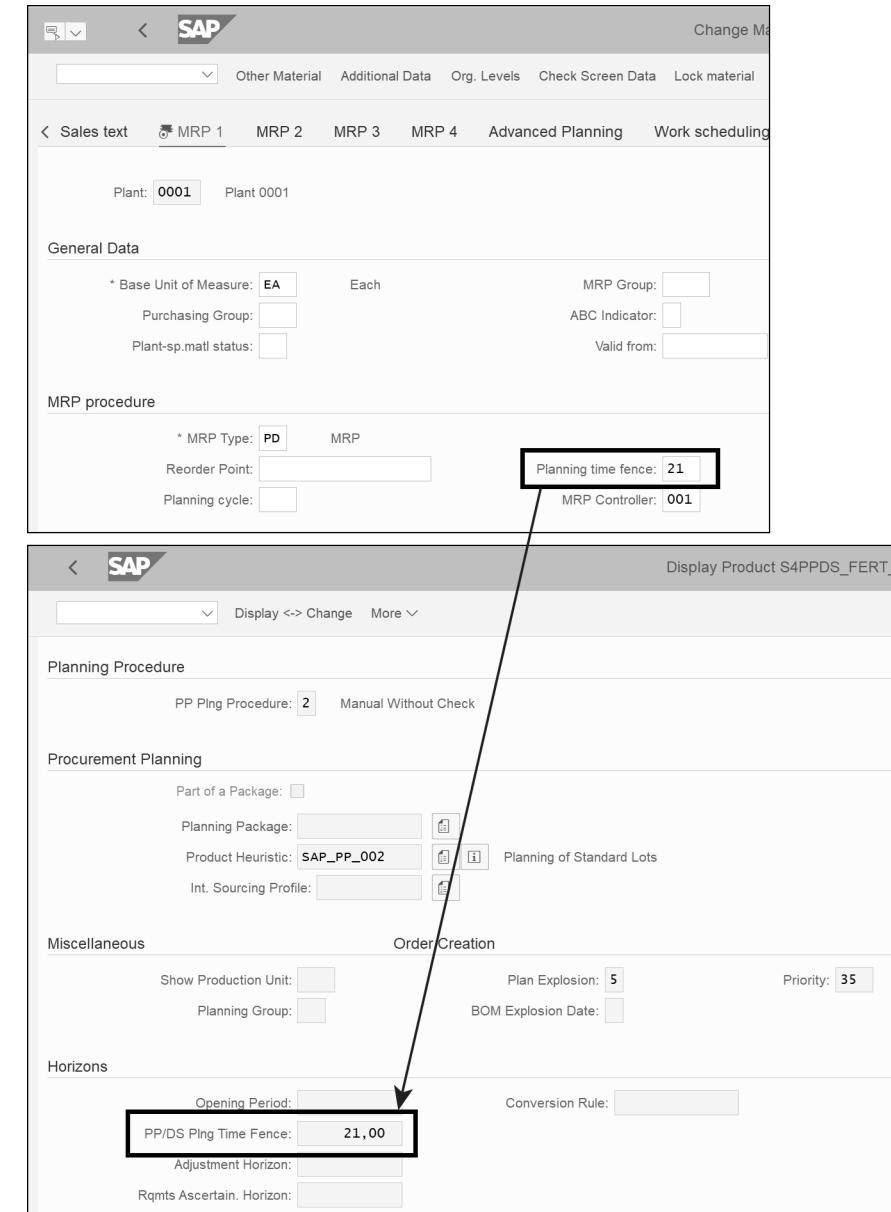 SAP Change Ma
Other Material Additional Data Org. Levels Check Screen Data Lock material
Sales text MRP 1 MRP 2 MRP 3 MRP 4 Advanced Planning Work scheduling
Plant: 0001 Plant 0001
General Data
* Base Unit of Measure: EA Each MRP Group:
Purchasing Group: ABC Indicator:
Plant-sp.matl status: Valid from:
MRP procedure
* MRP Type: PD MRP
Reorder Point: Planning time fence: 21
Planning cycle: MRP Controller: 001
SAP Display Product S4PPDS_FERT_
Display <-> Change More
Planning Procedure
PP Plng Procedure: 2 Manual Without Check
Procurement Planning
Part of a Package:
Planning Package:
Product Heuristic: SAP_PP_002 Planning of Standard Lots
Int. Sourcing Profile:
Miscellaneous Order Creation
Show Production Unit: Plan Explosion: 5 Priority: 35
Planning Group: BOM Explosion Date:
Horizons
Opening Period: Conversion Rule:
PP/DS Plng Time Fence: 21,00
Adjustment Horizon:
Rqmts Ascertain. Horizon: